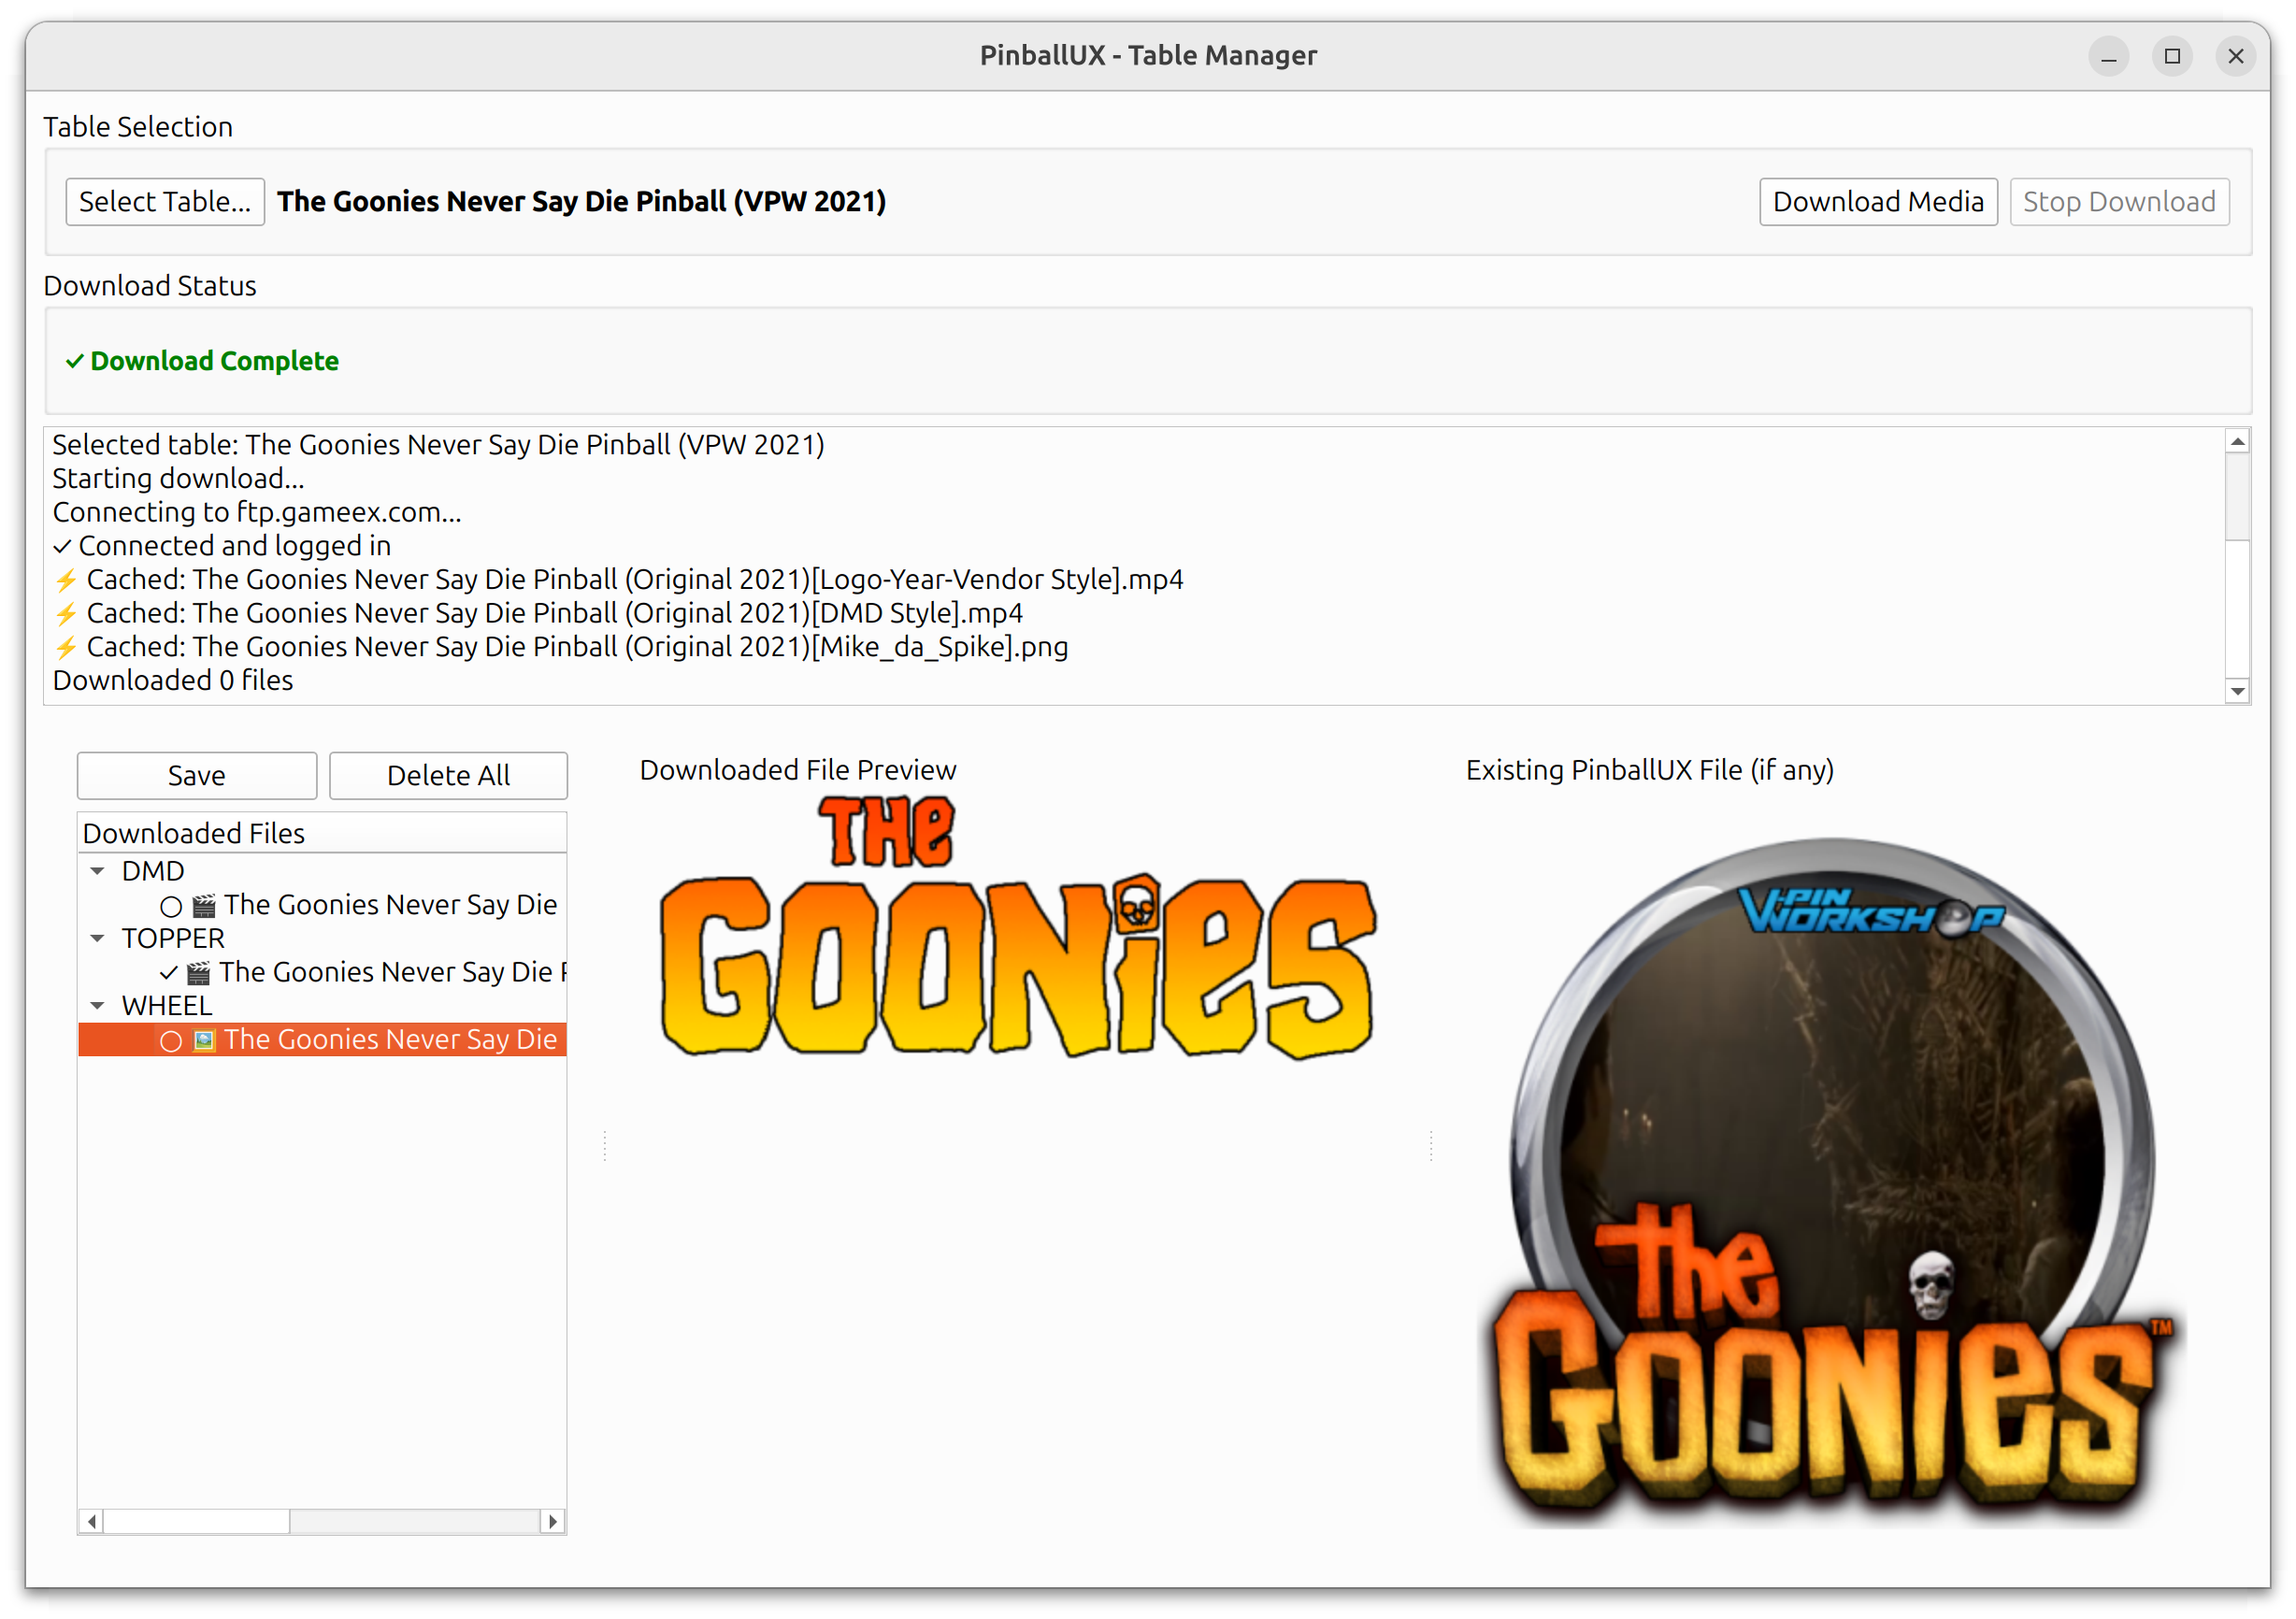 PinballUX - Table Manager
Table Selection
Select Table...
The Goonies Never Say Die Pinball (VPW 2021)
Download Media
Stop Download
Download Status
✓ Download Complete
Selected table: The Goonies Never Say Die Pinball (VPW 2021)
Starting download...
Connecting to ftp.gameex.com...
✓ Connected and logged in
⚡ Cached: The Goonies Never Say Die Pinball (Original 2021)[Logo-Year-Vendor Style].mp4
⚡ Cached: The Goonies Never Say Die Pinball (Original 2021)[DMD Style].mp4
⚡ Cached: The Goonies Never Say Die Pinball (Original 2021)[Mike_da_Spike].png
Downloaded 0 files
Save
Delete All
Downloaded Files
DMD
The Goonies Never Say Die
TOPPER
✓ The Goonies Never Say Die
WHEEL
The Goonies Never Say Die
Downloaded File Preview
THe
GOONieS
Existing PinballUX File (if any)
V-PIN
WORKSHOP
the
GOONieS™